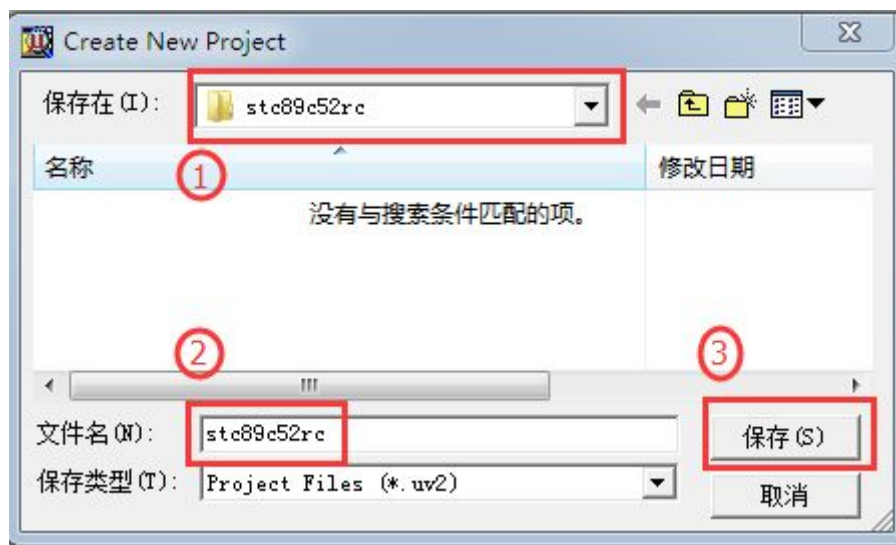 Create New Project
保存在(I): stc89c52rc
名称 修改日期
①
没有与搜索条件匹配的项。
② ③
文件名(N): stc89c52rc 保存(S)
保存类型(T): Project Files (*.uv2) 取消